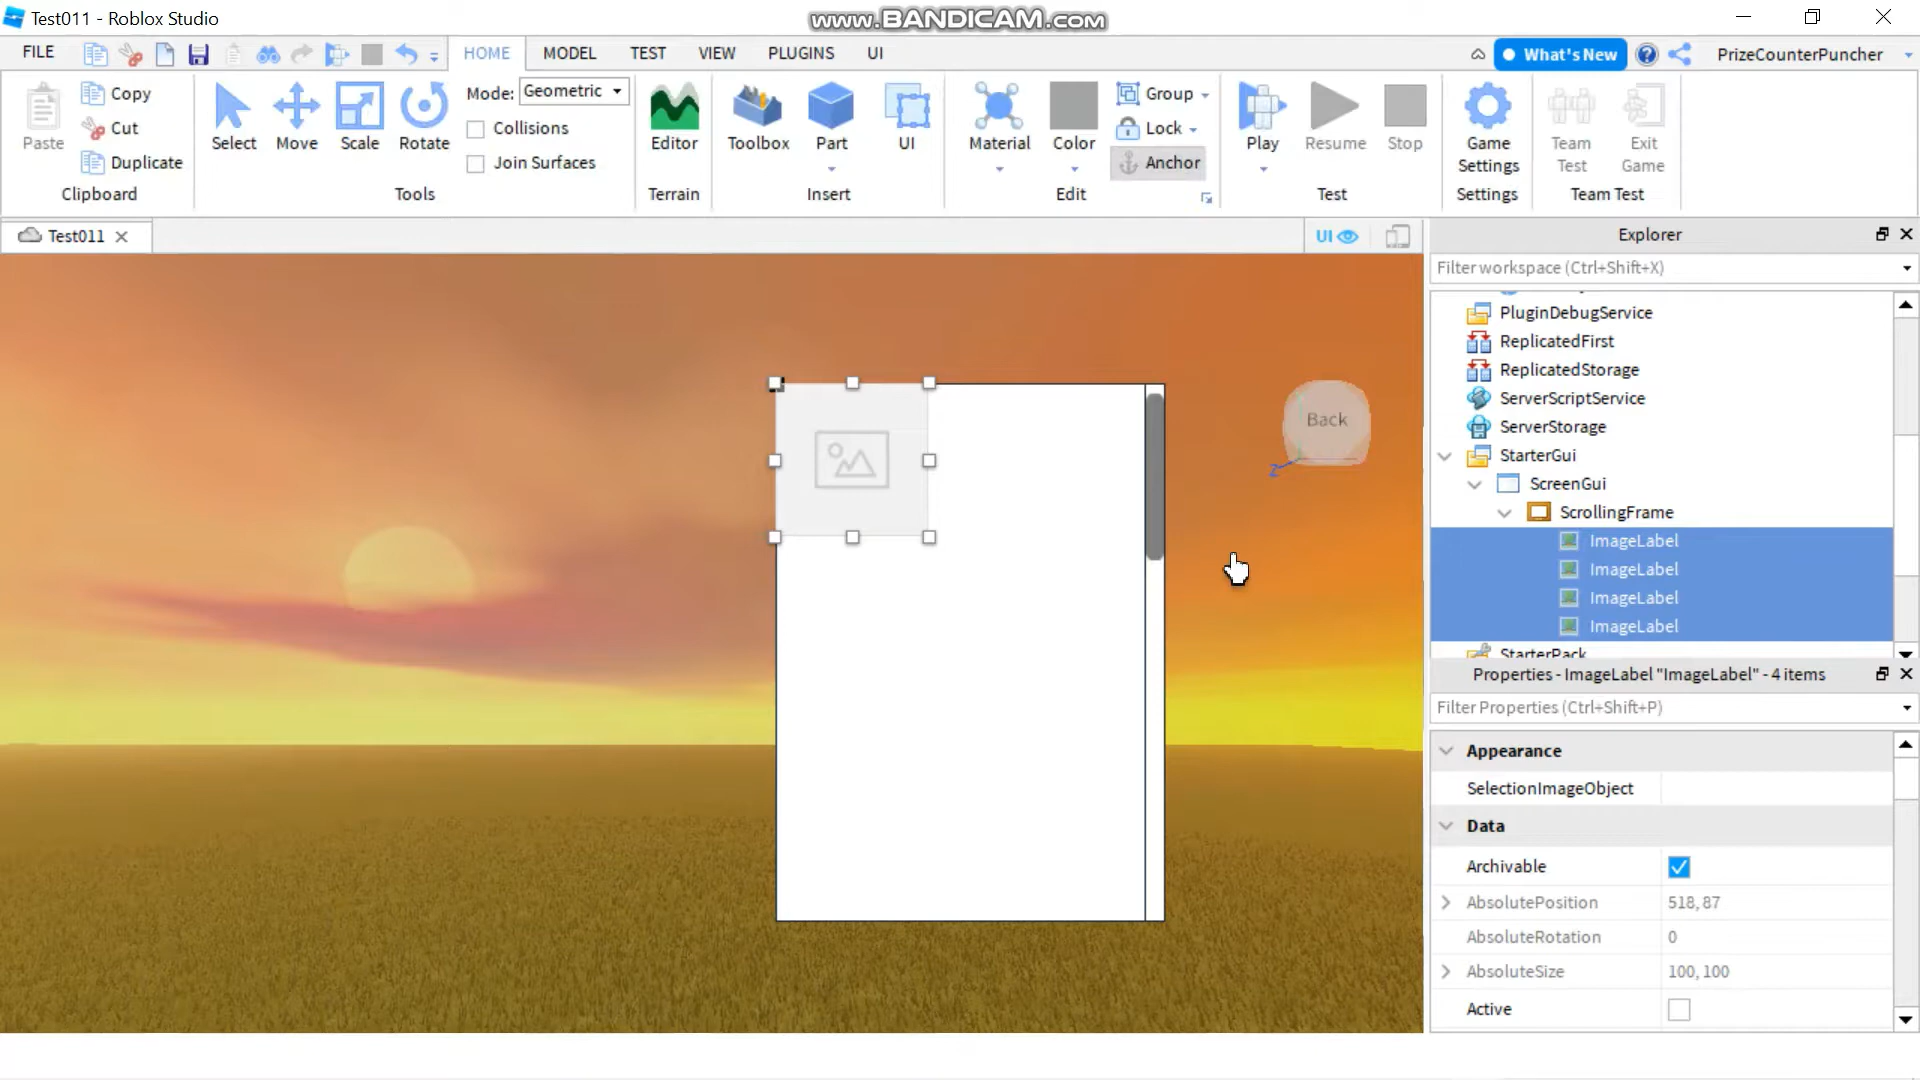 Test011 - Roblox Studio
www.BANDICAM.com
FILE
HOME
MODEL
TEST
VIEW
PLUGINS
UI
What's New
PrizeCounterPuncher
Paste
Copy
Cut
Duplicate
Clipboard
Select
Move
Scale
Rotate
Mode:
Geometric
Collisions
Join Surfaces
Tools
Editor
Terrain
Toolbox
Part
UI
Insert
Material
Color
Group
Lock
Anchor
Edit
Play
Resume
Stop
Test
Game
Settings
Settings
Team
Test
Exit
Game
Team Test
Test011
UI
Back
Z
Explorer
Filter workspace (Ctrl+Shift+X)
PluginDebugService
ReplicatedFirst
ReplicatedStorage
ServerScriptService
ServerStorage
StarterGui
ScreenGui
ScrollingFrame
ImageLabel
ImageLabel
ImageLabel
ImageLabel
StarterPack
Properties - ImageLabel "ImageLabel" - 4 items
Filter Properties (Ctrl+Shift+P)
Appearance
SelectionImageObject
Data
Archivable
AbsolutePosition 518, 87
AbsoluteRotation 0
AbsoluteSize 100, 100
Active